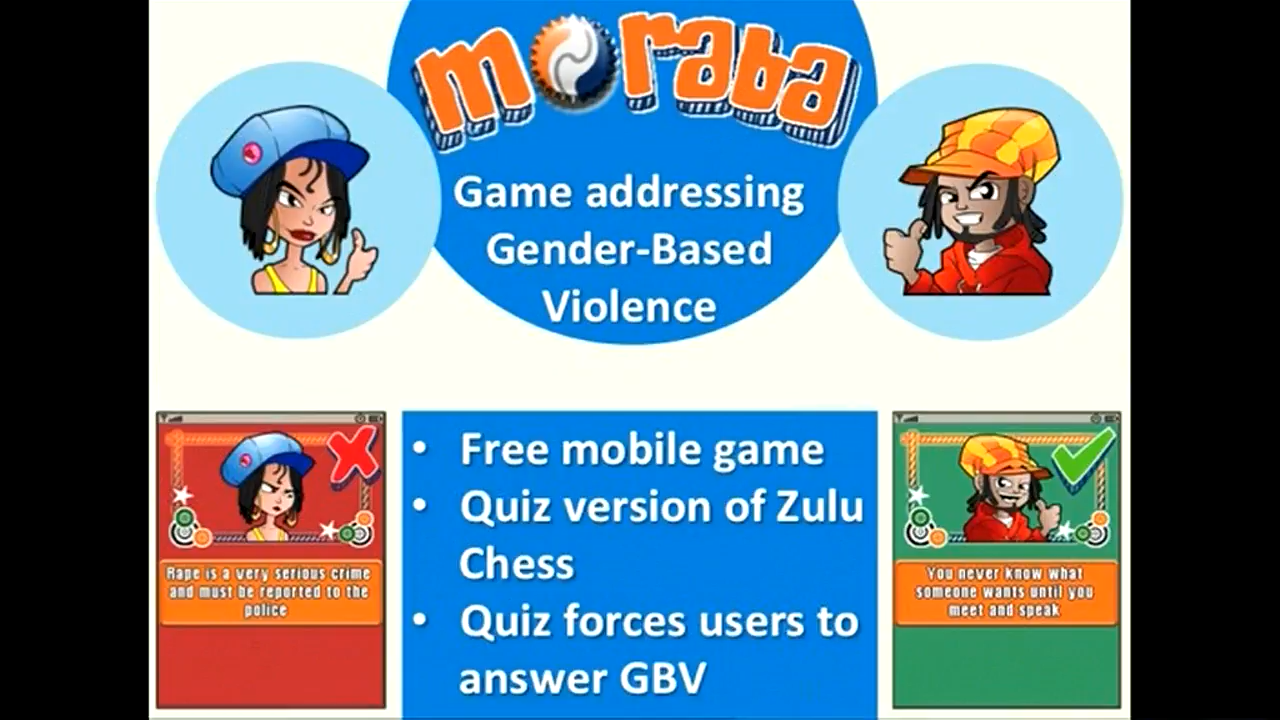 moraba
Game addressing
Gender-Based
Violence
• Free mobile game
• Quiz version of Zulu
Chess
• Quiz forces users to
answer GBV
Rape is a very serious crime
and must be reported to the
police
You never know what
someone wants until you
meet and speak